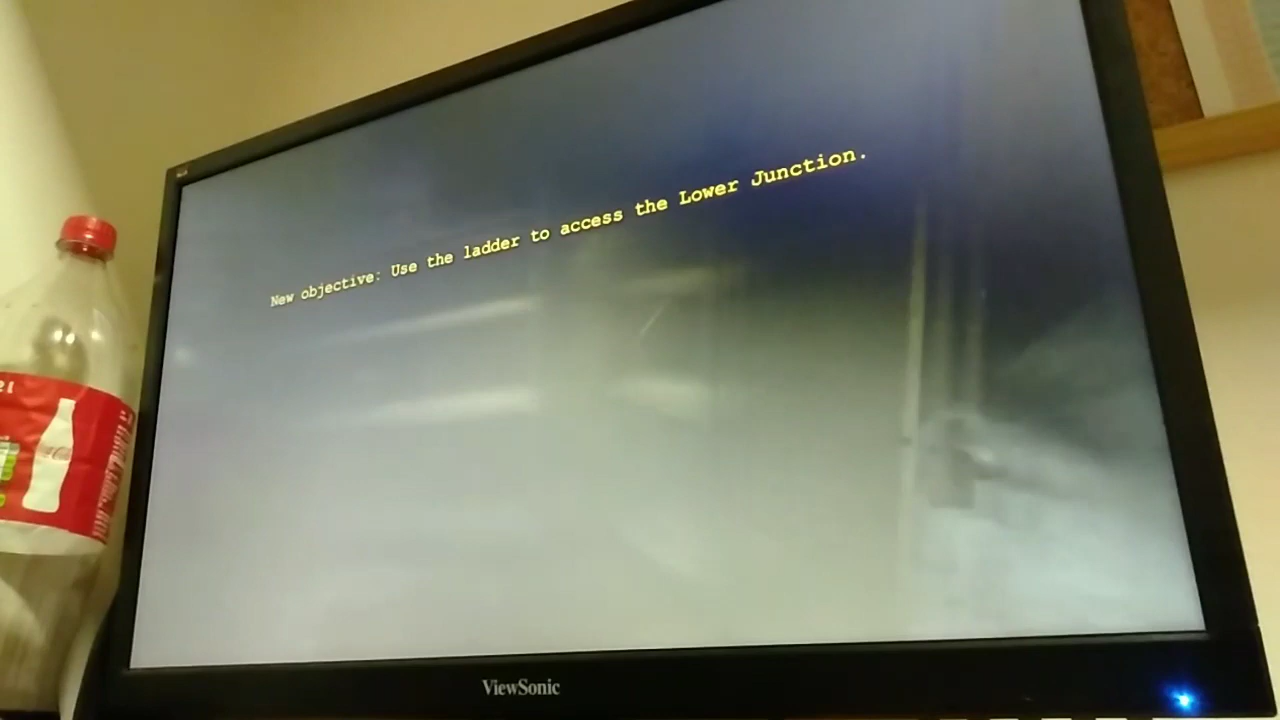 New objective: Use the ladder to access the Lower Junction.
ViewSonic